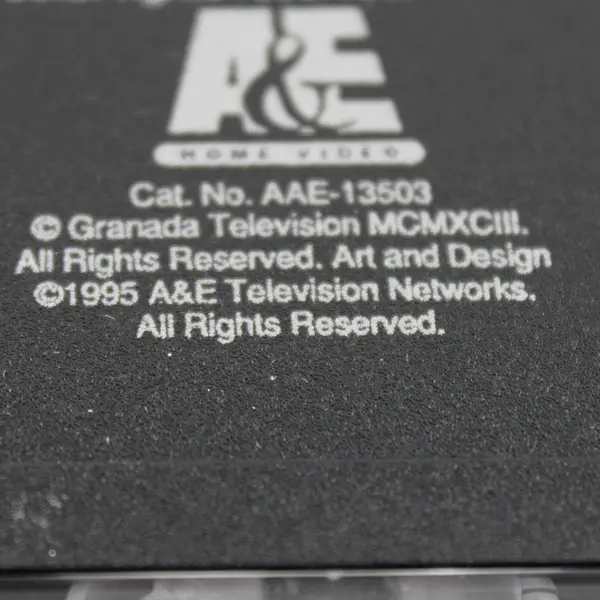 A&E
HOME VIDEO
Cat. No. AAE-13503
© Granada Television MCMXCIII.
All Rights Reserved. Art and Design
©1995 A&E Television Networks.
All Rights Reserved.